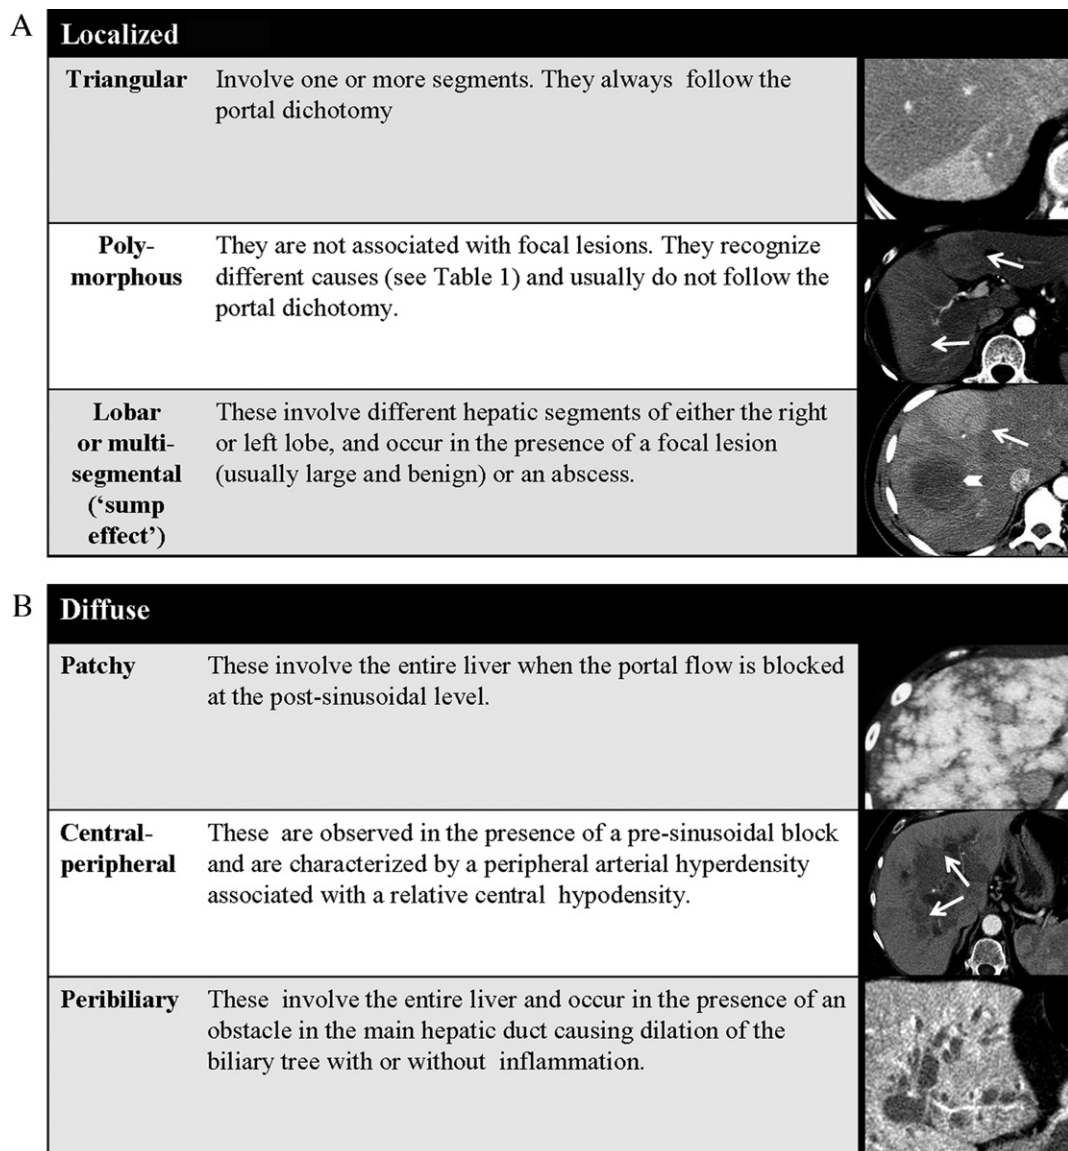 A
Localized
Triangular
Involve one or more segments. They always follow the
portal dichotomy
Poly-
morphous
They are not associated with focal lesions. They recognize
different causes (see Table 1) and usually do not follow the
portal dichotomy.
Lobar
or multi-
segmental
(‘sump
effect’)
These involve different hepatic segments of either the right
or left lobe, and occur in the presence of a focal lesion
(usually large and benign) or an abscess.
B
Diffuse
Patchy
These involve the entire liver when the portal flow is blocked
at the post-sinusoidal level.
Central-
peripheral
These are observed in the presence of a pre-sinusoidal block
and are characterized by a peripheral arterial hyperdensity
associated with a relative central hypodensity.
Peribiliary
These involve the entire liver and occur in the presence of an
obstacle in the main hepatic duct causing dilation of the
biliary tree with or without inflammation.